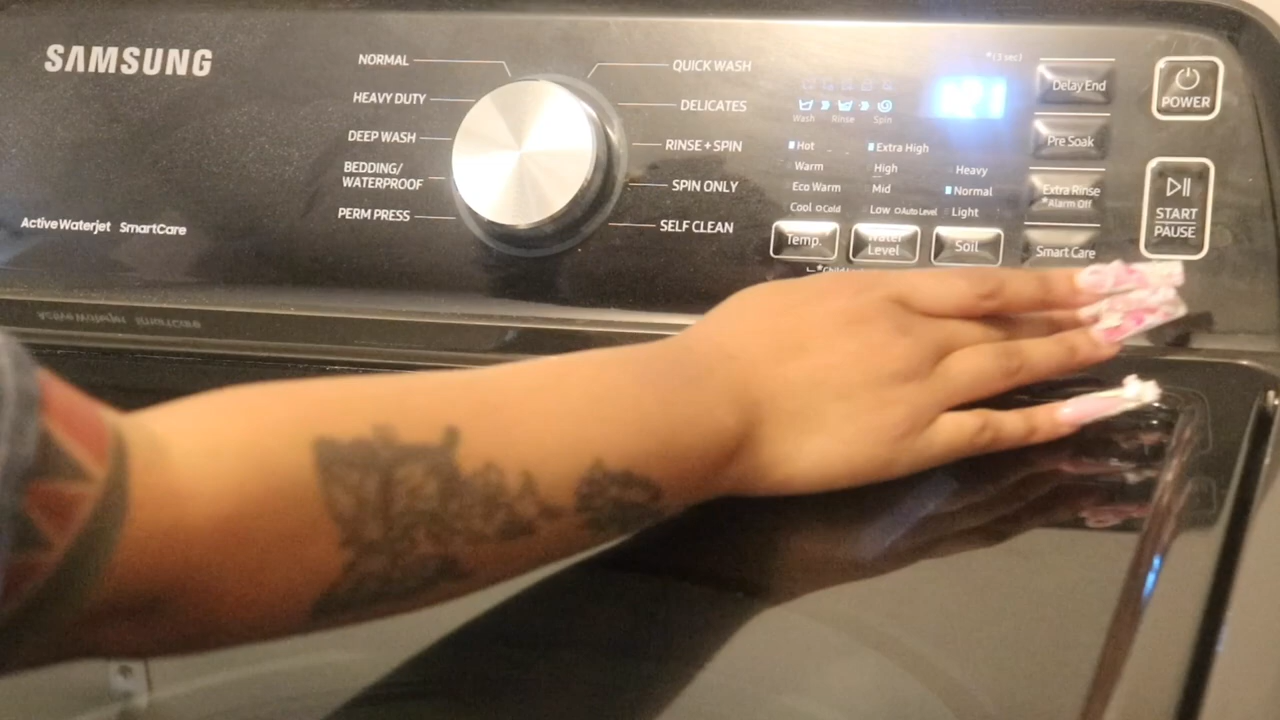 SAMSUNG
NORMAL
HEAVY DUTY
DEEP WASH
BEDDING/
WATERPROOF
PERM PRESS
QUICK WASH
DELICATES
RINSE + SPIN
SPIN ONLY
SELF CLEAN
ActiveWaterjet SmartCare
Wash Rinse Spin
Hot
Warm
Eco Warm
Cool Cold
Extra High
High
Mid
Low Auto Level
Heavy
Normal
Light
Temp.
Water
Level
Soil
*(3 sec)
Delay End
Pre Soak
Extra Rinse
*Alarm Off
Smart Care
POWER
START
PAUSE